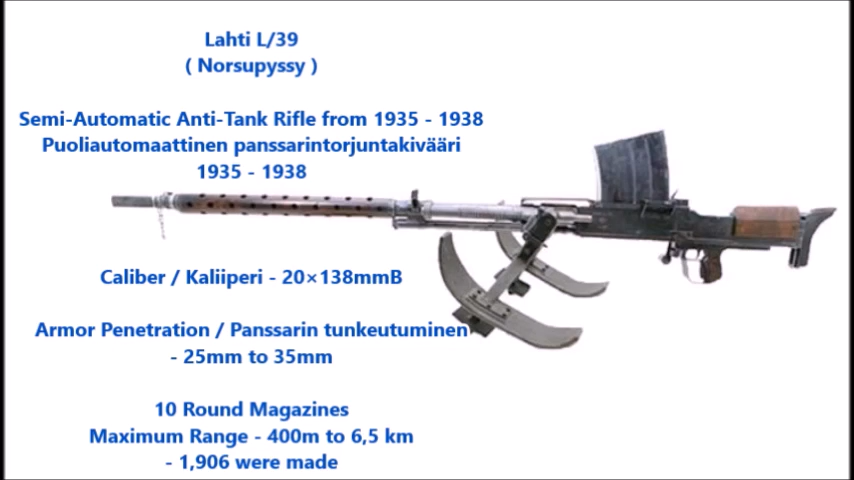 Lahti L/39
( Norsupyssy )
Semi-Automatic Anti-Tank Rifle from 1935 - 1938
Puoliautomaattinen panssarintorjuntakivääri
1935 - 1938
Caliber / Kaliiperi - 20×138mmB
Armor Penetration / Panssarin tunkeutuminen
- 25mm to 35mm
10 Round Magazines
Maximum Range - 400m to 6,5 km
- 1,906 were made